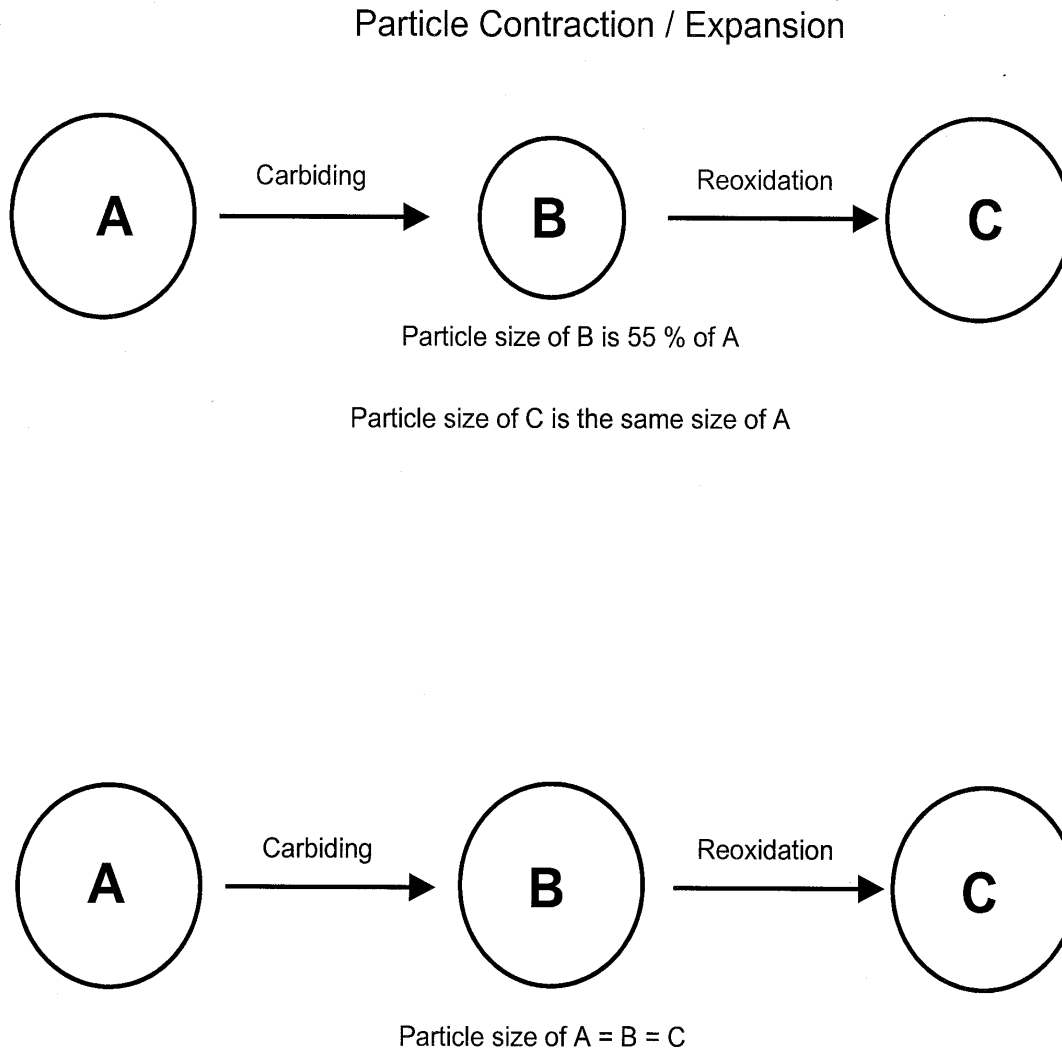 Particle Contraction / Expansion
Carbiding
Reoxidation
A
B
C
Particle size of B is 55 % of A
Particle size of C is the same size of A
Carbiding
Reoxidation
A
B
C
Particle size of A = B = C